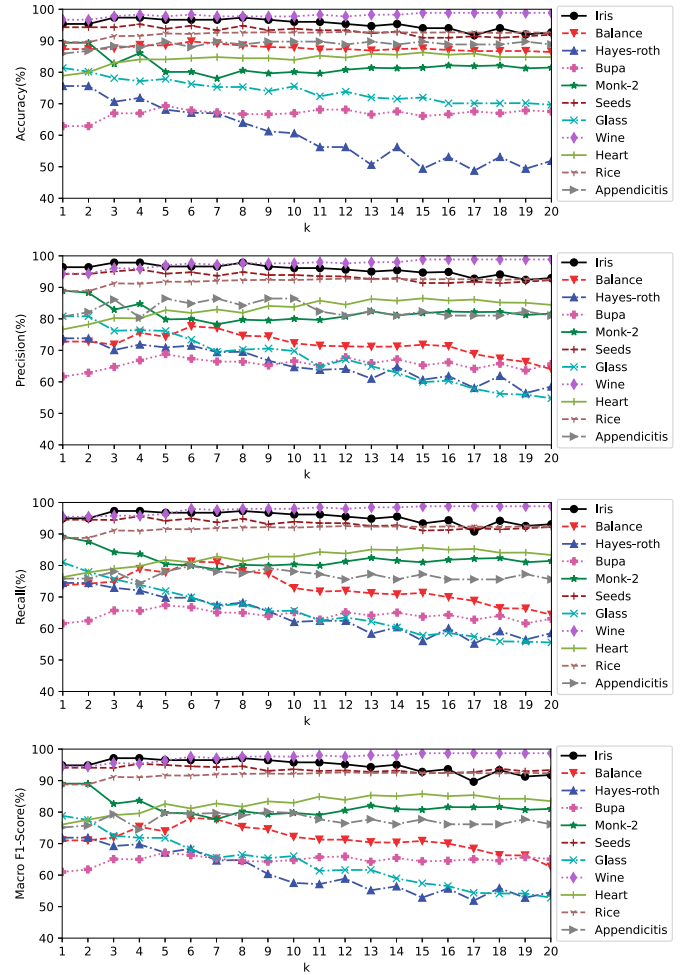 100
90
80
70
60
50
40
Accuracy(%)
1 2 3 4 5 6 7 8 9 10 11 12 13 14 15 16 17 18 19 20
k
Iris
Balance
Hayes-roth
Bupa
Monk-2
Seeds
Glass
Wine
Heart
Rice
Appendicitis
100
90
80
70
60
50
40
Precision(%)
1 2 3 4 5 6 7 8 9 10 11 12 13 14 15 16 17 18 19 20
k
Iris
Balance
Hayes-roth
Bupa
Monk-2
Seeds
Glass
Wine
Heart
Rice
Appendicitis
100
90
80
70
60
50
40
Recall(%)
1 2 3 4 5 6 7 8 9 10 11 12 13 14 15 16 17 18 19 20
k
Iris
Balance
Hayes-roth
Bupa
Monk-2
Seeds
Glass
Wine
Heart
Rice
Appendicitis
100
90
80
70
60
50
40
Macro F1-Score(%)
1 2 3 4 5 6 7 8 9 10 11 12 13 14 15 16 17 18 19 20
k
Iris
Balance
Hayes-roth
Bupa
Monk-2
Seeds
Glass
Wine
Heart
Rice
Appendicitis